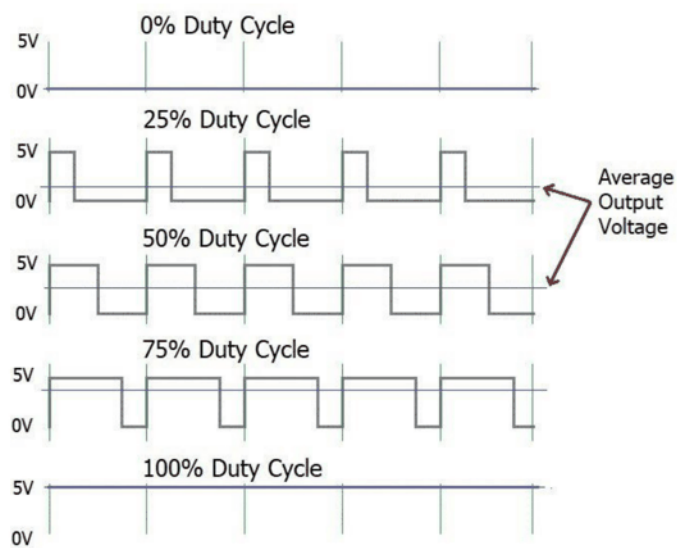 0% Duty Cycle
5V
0V
25% Duty Cycle
5V
0V
Average
Output
Voltage
50% Duty Cycle
5V
0V
75% Duty Cycle
5V
0V
100% Duty Cycle
5V
0V